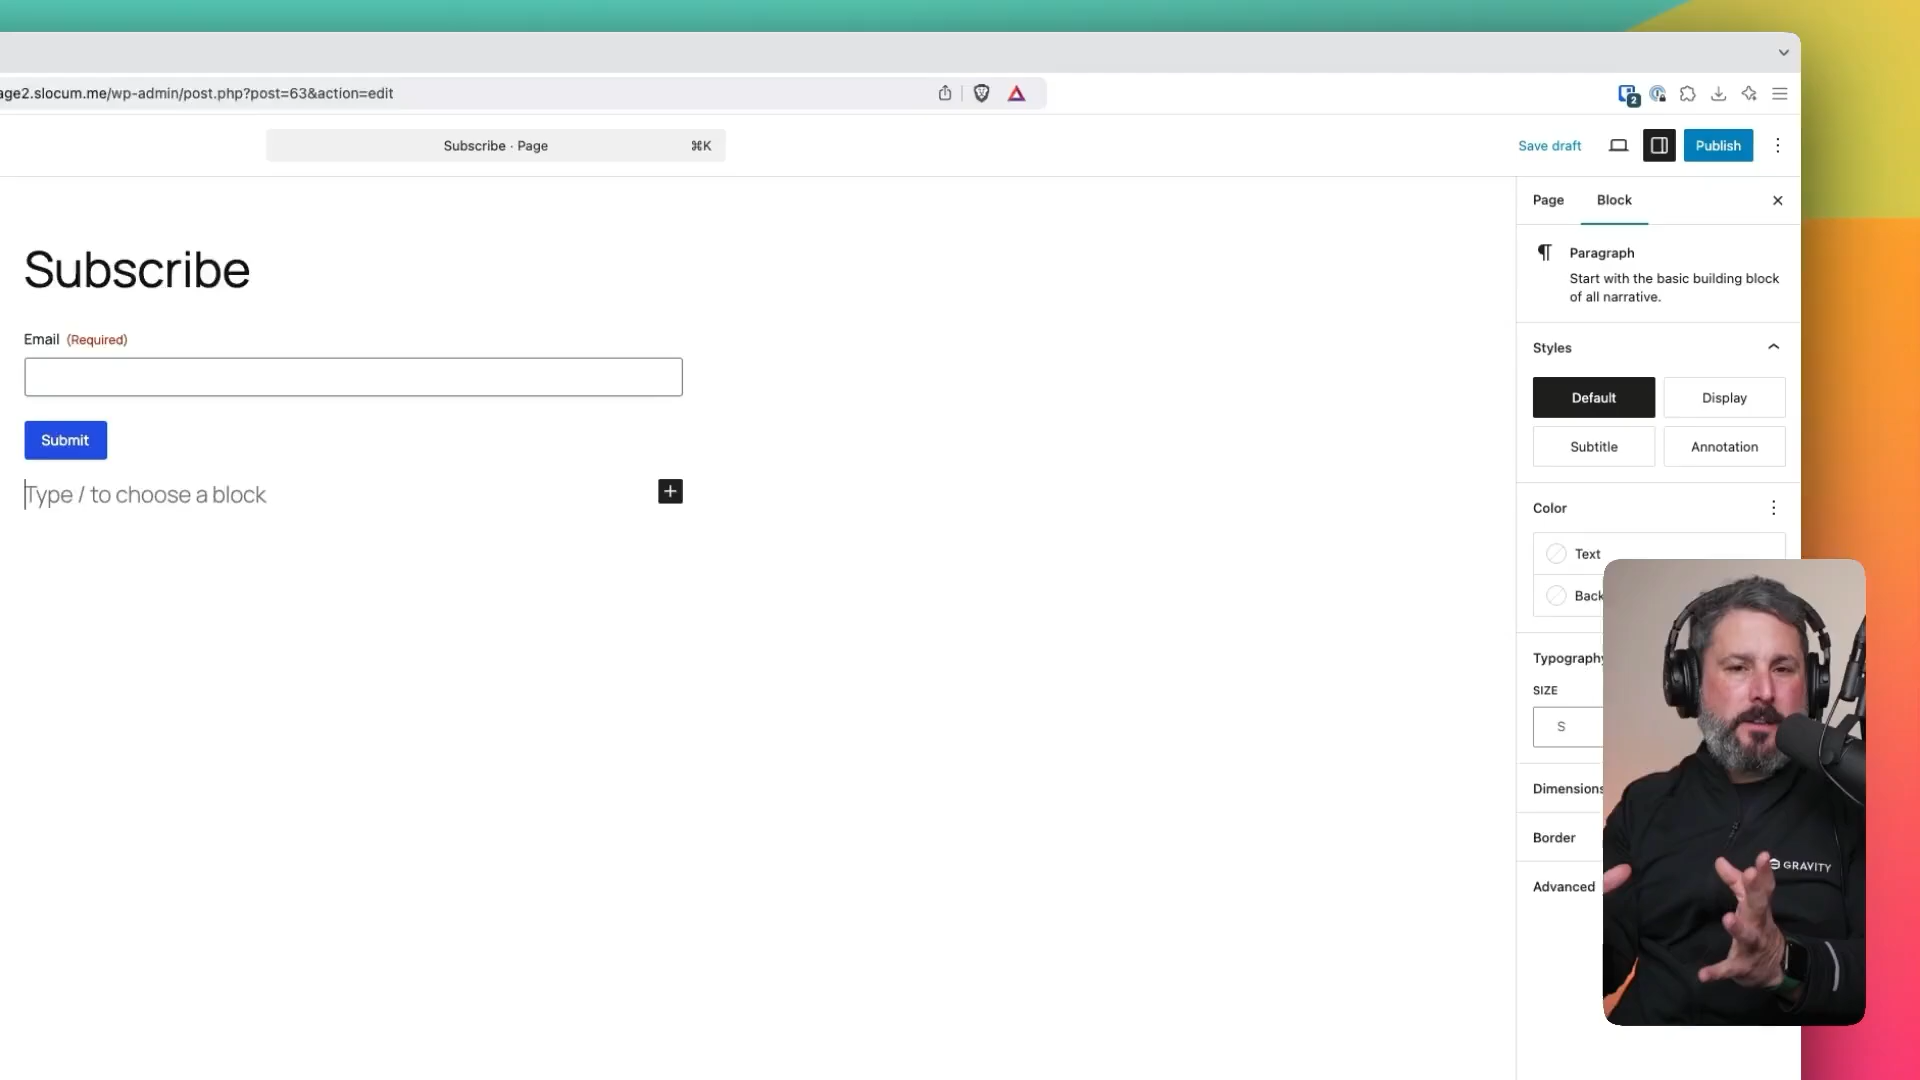 age2.slocum.me/wp-admin/post.php?post=63&action=edit
2
Subscribe · Page ⌘K
Save draft
Publish
Page Block
Subscribe
Paragraph
Start with the basic building block
of all narrative.
Email (Required)
Styles
Default Display
Submit
Subtitle Annotation
Type / to choose a block
Color
Text
Back
Typography
SIZE
S
Dimensions
Border
GRAVITY
Advanced